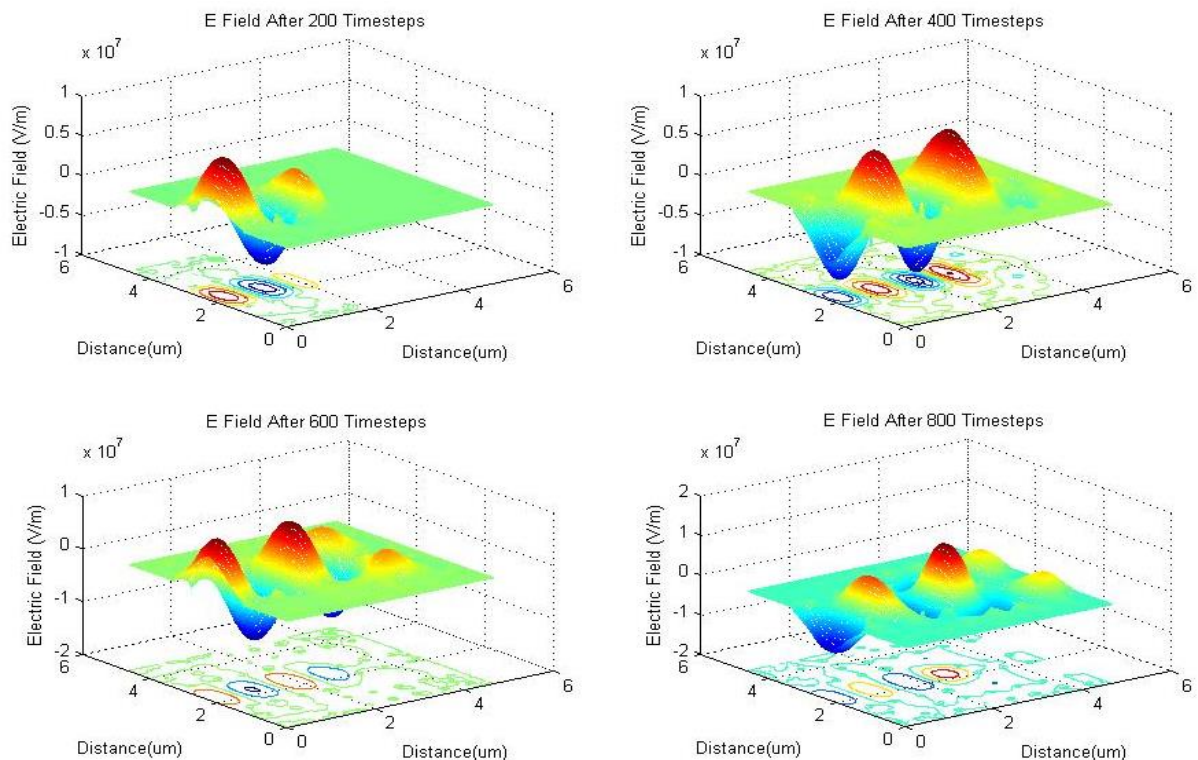 E Field After 200 Timesteps
x 10^7
1
0.5
0
-0.5
-1
Electric Field (V/m)
6
4
2
0
Distance(um)
0
2
4
6
Distance(um)
E Field After 400 Timesteps
x 10^7
1
0.5
0
-0.5
-1
Electric Field (V/m)
6
4
2
0
Distance(um)
0
2
4
6
Distance(um)
E Field After 600 Timesteps
x 10^7
1
0
-1
-2
Electric Field (V/m)
6
4
2
0
Distance(um)
0
2
4
6
Distance(um)
E Field After 800 Timesteps
x 10^7
2
1
0
-1
-2
Electric Field (V/m)
6
4
2
0
Distance(um)
0
2
4
6
Distance(um)